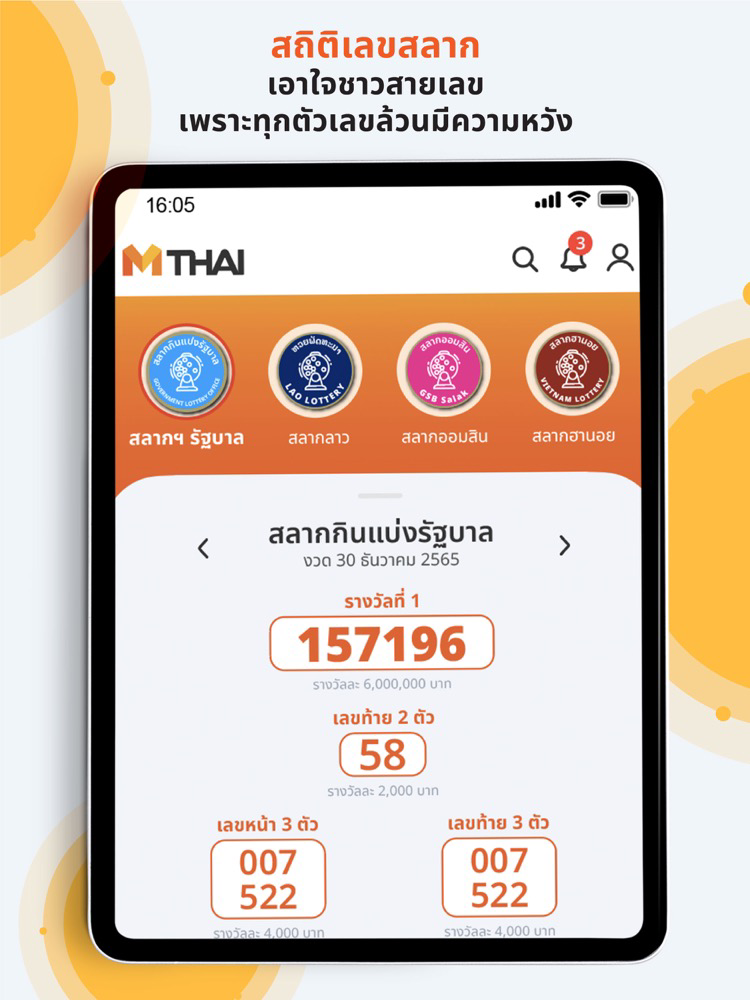 สถิติเลขสลาก
เอาใจชาวสายเลข
เพราะทุกตัวเลขล้วนมีความหวัง
16:05
MTHAI
3
สลากกินแบ่งรัฐบาล
GOVERNMENT LOTTERY OFFICE
หวยพัฒนา
LAO LOTTERY
สลากออมสิน
GSB Salak
สลากฮานอย
VIETNAM LOTTERY
สลากฯ รัฐบาล
สลากลาว
สลากออมสิน
สลากฮานอย
สลากกินแบ่งรัฐบาล
งวด 30 ธันวาคม 2565
รางวัลที่ 1
157196
รางวัลละ 6,000,000 บาท
เลขท้าย 2 ตัว
58
รางวัลละ 2,000 บาท
เลขหน้า 3 ตัว
007
522
รางวัลละ 4,000 บาท
เลขท้าย 3 ตัว
007
522
รางวัลละ 4,000 บาท